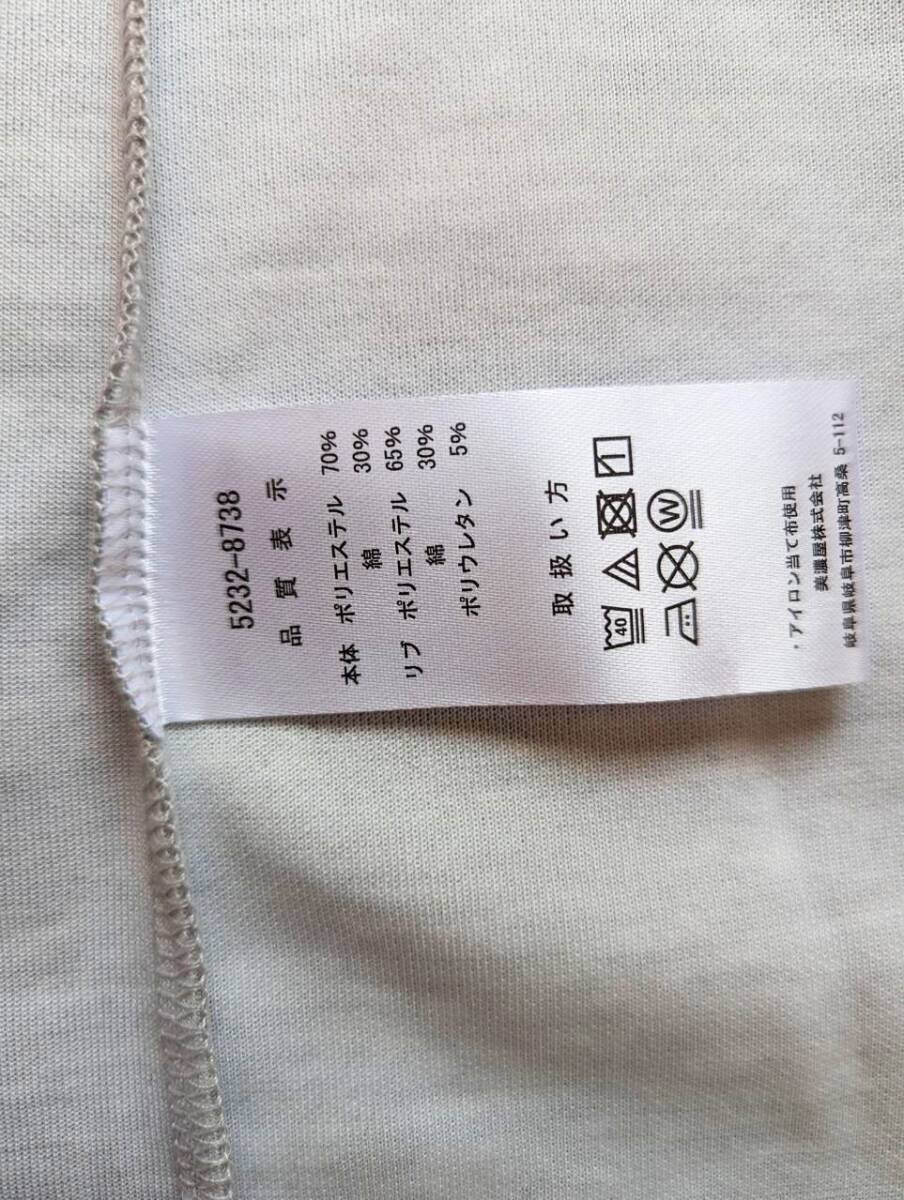 5232-8738
品質表示
本体 ポリエステル 70%
綿 30%
リブ ポリエステル 65%
綿 30%
ポリウレタン 5%
取扱い方
40
W
・アイロン当て布使用
美濃屋株式会社
岐阜県岐阜市柳津町高桑 5-112